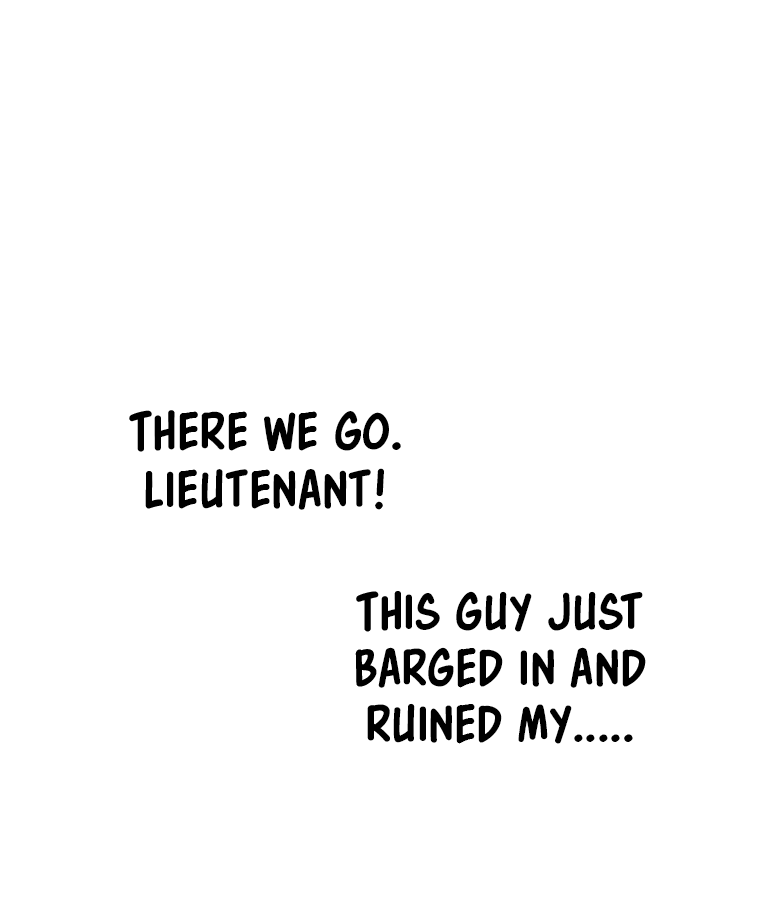 THERE WE GO.
LIEUTENANT!
THIS GUY JUST
BARGED IN AND
RUINED MY.....